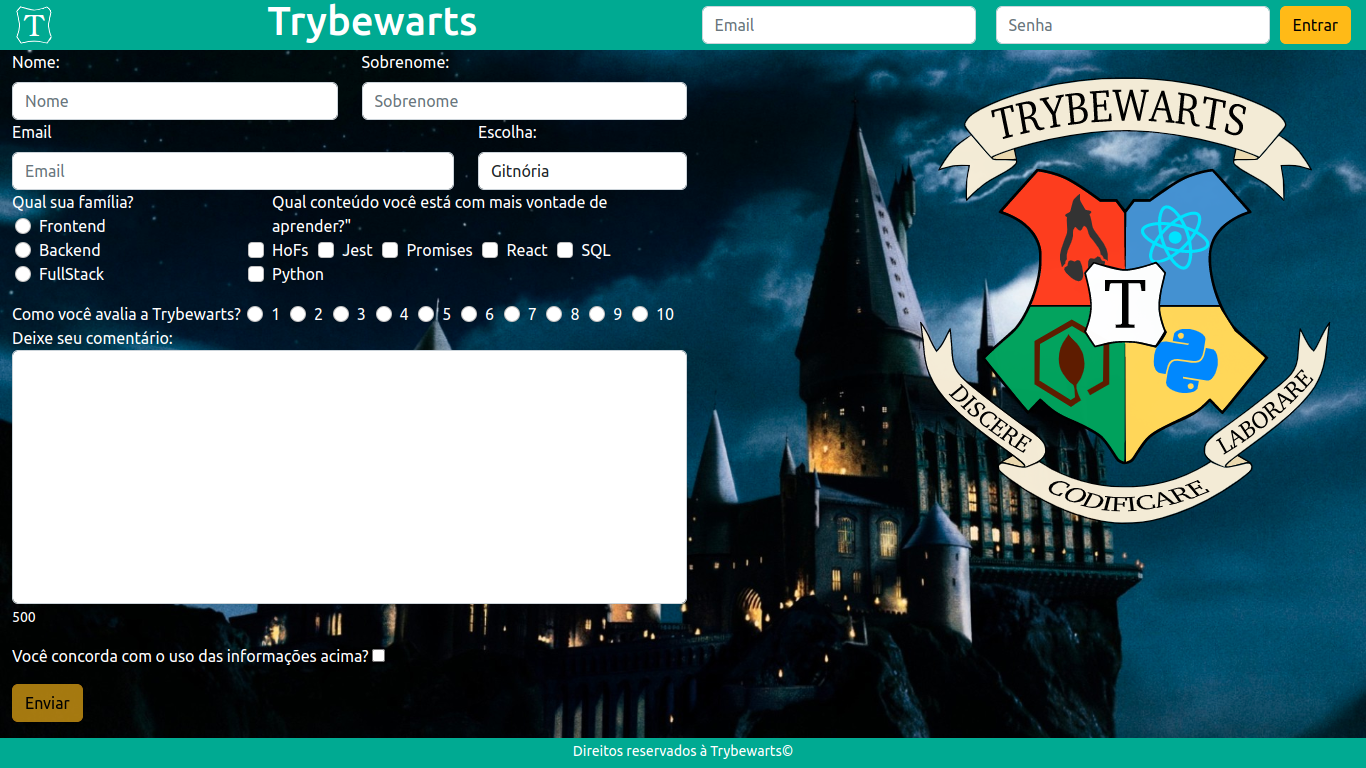 T
Trybewarts
Email
Senha
Entrar
Nome:
Sobrenome:
Nome
Sobrenome
Email
Escolha:
Email
Gitnória
Qual sua família?
Frontend
Backend
FullStack
Qual conteúdo você está com mais vontade de
aprender?"
HoFs Jest Promises React SQL
Python
Como você avalia a Trybewarts? 1 2 3 4 5 6 7 8 9 10
Deixe seu comentário:
500
Você concorda com o uso das informações acima?
Enviar
TRYBEWARTS
T
DISCERE
CODIFICARE
LABORARE
Direitos reservados à Trybewarts©